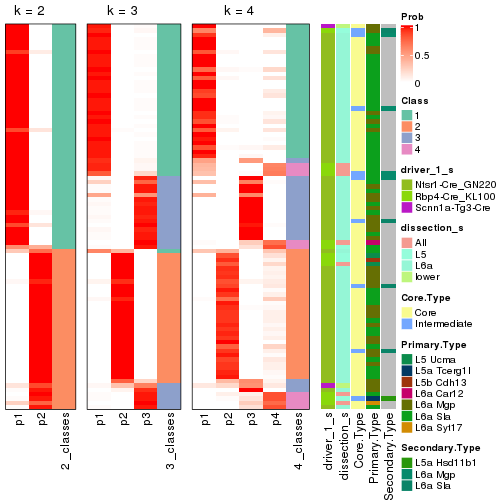 k = 2
k = 3
k = 4
p1
p2
2_classes
p1
p2
p3
3_classes
p1
p2
p3
p4
4_classes
driver_1_s
dissection_s
Core.Type
Primary.Type
Secondary.Type
Prob
1
0.5
0
Class
1
2
3
4
driver_1_s
Ntsr1-Cre_GN220
Rbp4-Cre_KL100
Scnn1a-Tg3-Cre
dissection_s
All
L5
L6a
lower
Core.Type
Core
Intermediate
Primary.Type
L5 Ucma
L5a Tcerg1l
L5b Cdh13
L6a Car12
L6a Mgp
L6a Sla
L6a Syt17
Secondary.Type
L5a Hsd11b1
L6a Mgp
L6a Sla